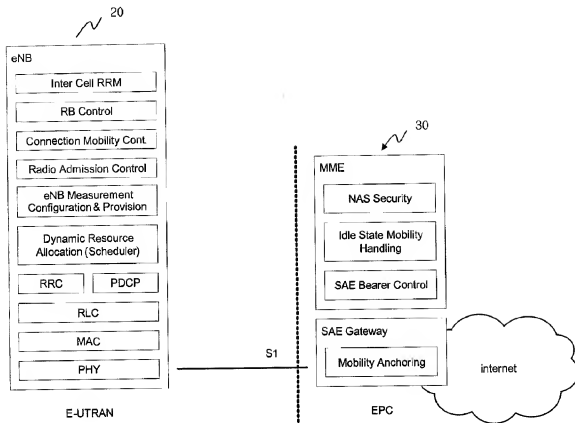 20
eNB
Inter Cell RRM
RB Control
Connection Mobility Cont.
Radio Admission Control
eNB Measurement
Configuration & Provision
Dynamic Resource
Allocation (Scheduler)
RRC
PDCP
RLC
MAC
PHY
E-UTRAN
S1
30
MME
NAS Security
Idle State Mobility
Handling
SAE Bearer Control
SAE Gateway
Mobility Anchoring
EPC
internet